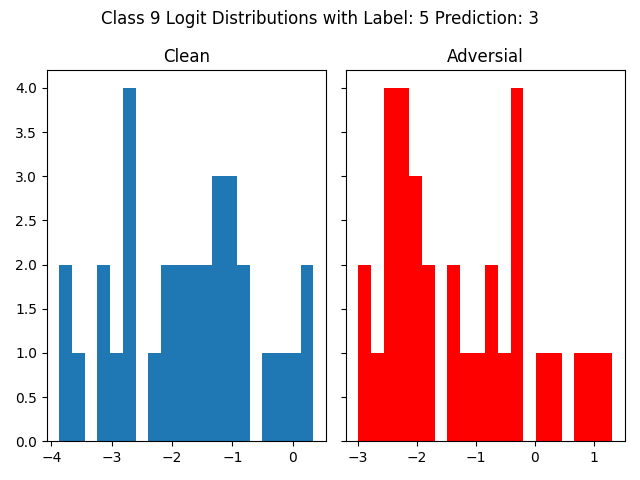 Class 9 Logit Distributions with Label: 5 Prediction: 3
Clean
Adversial
4.0
3.5
3.0
2.5
2.0
1.5
1.0
0.5
0.0
−4 −3 −2 −1 0
−3 −2 −1 0 1